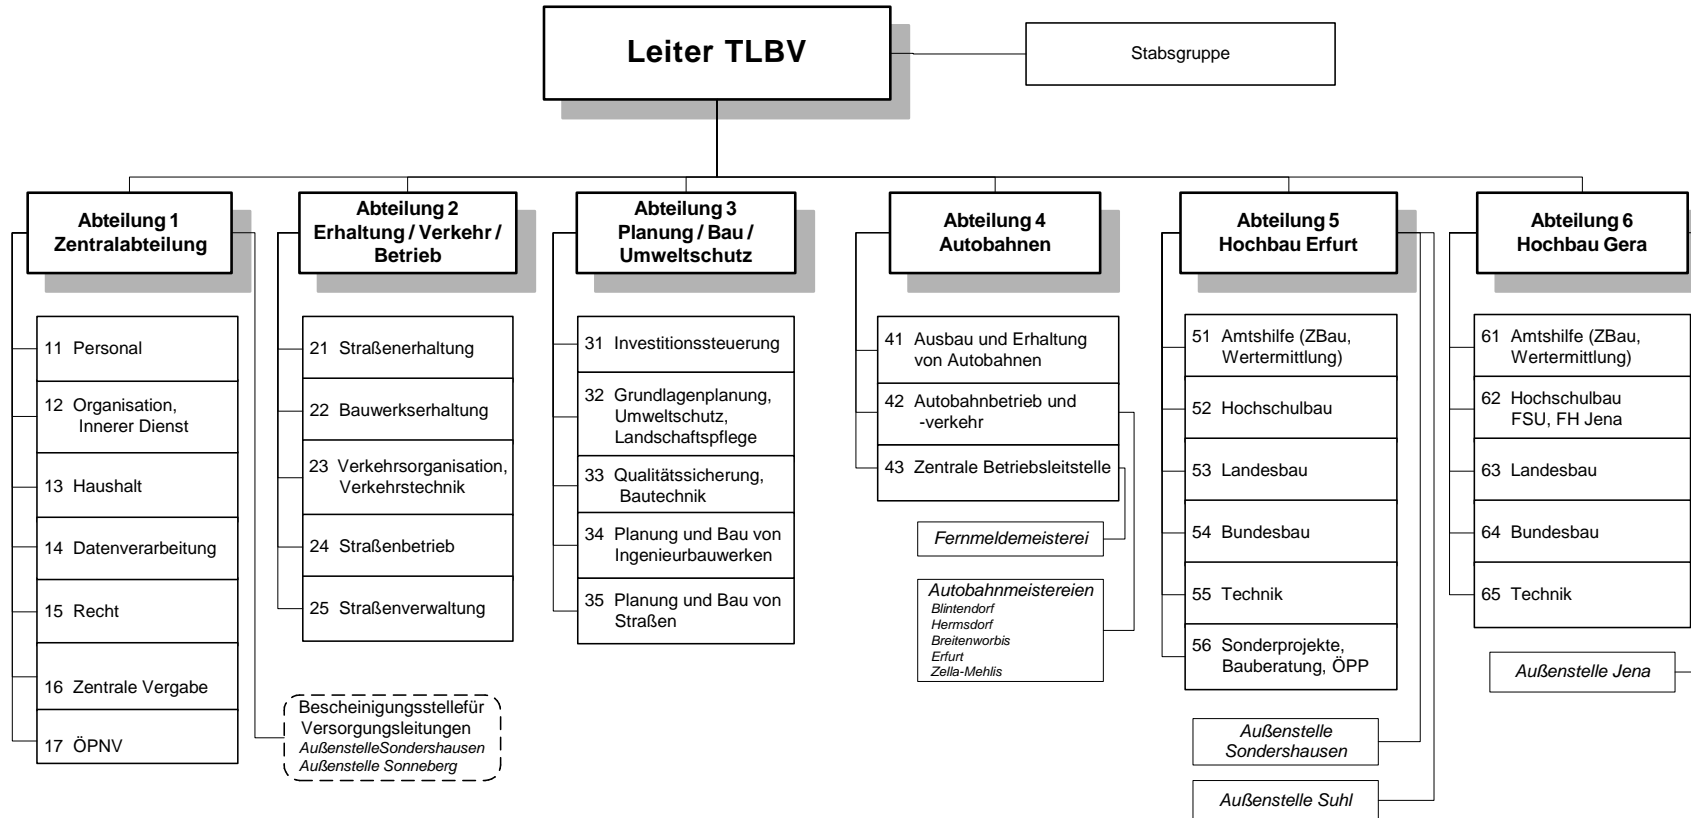 Leiter TLBV
Stabsgruppe
Abteilung 1
Zentralabteilung
11 Personal
12 Organisation,
Innerer Dienst
13 Haushalt
14 Datenverarbeitung
15 Recht
16 Zentrale Vergabe
17 ÖPNV
Bescheinigungsstellefür
Versorgungsleitungen
AußenstelleSondershausen
Außenstelle Sonneberg
Abteilung 2
Erhaltung / Verkehr /
Betrieb
21 Straßenerhaltung
22 Bauwerkserhaltung
23 Verkehrsorganisation,
Verkehrstechnik
24 Straßenbetrieb
25 Straßenverwaltung
Abteilung 3
Planung / Bau /
Umweltschutz
31 Investitionssteuerung
32 Grundlagenplanung,
Umweltschutz,
Landschaftspflege
33 Qualitätssicherung,
Bautechnik
34 Planung und Bau von
Ingenieurbauwerken
35 Planung und Bau von
Straßen
Abteilung 4
Autobahnen
41 Ausbau und Erhaltung
von Autobahnen
42 Autobahnbetrieb und
-verkehr
43 Zentrale Betriebsleitstelle
Fernmeldemeisterei
Autobahnmeistereien
Blintendorf
Hermsdorf
Breitenworbis
Erfurt
Zella-Mehlis
Abteilung 5
Hochbau Erfurt
51 Amtshilfe (ZBau,
Wertermittlung)
52 Hochschulbau
53 Landesbau
54 Bundesbau
55 Technik
56 Sonderprojekte,
Bauberatung, ÖPP
Außenstelle
Sondershausen
Außenstelle Suhl
Abteilung 6
Hochbau Gera
61 Amtshilfe (ZBau,
Wertermittlung)
62 Hochschulbau
FSU, FH Jena
63 Landesbau
64 Bundesbau
65 Technik
Außenstelle Jena